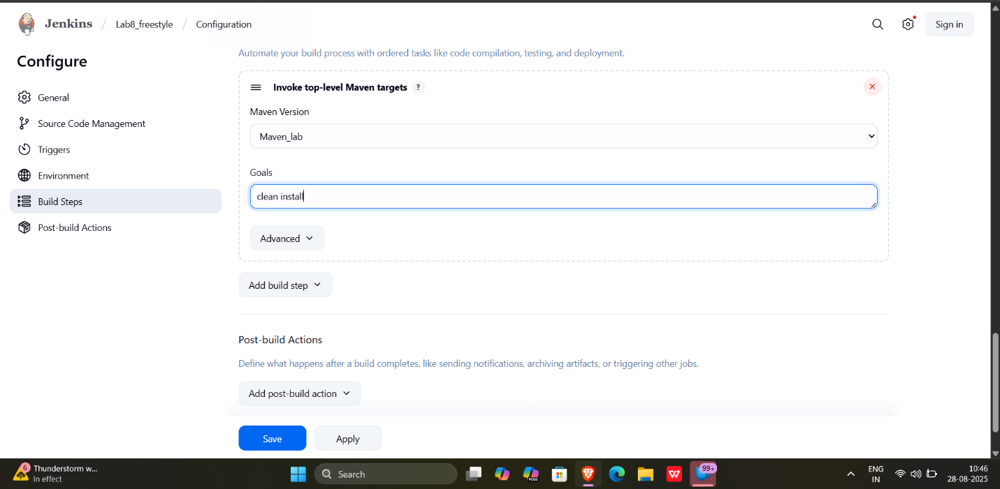 Jenkins / Lab8_freestyle / Configuration
Sign in
Configure
General
Source Code Management
Triggers
Environment
Build Steps
Post-build Actions
Automate your build process with ordered tasks like code compilation, testing, and deployment.
Invoke top-level Maven targets ?
Maven Version
Maven_lab
Goals
clean install
Advanced
Add build step
Post-build Actions
Define what happens after a build completes, like sending notifications, archiving artifacts, or triggering other jobs.
Add post-build action
Save
Apply
6
Thunderstorm w...
In effect
Search
M365
W
99+
ENG
IN
10:46
28-08-2025